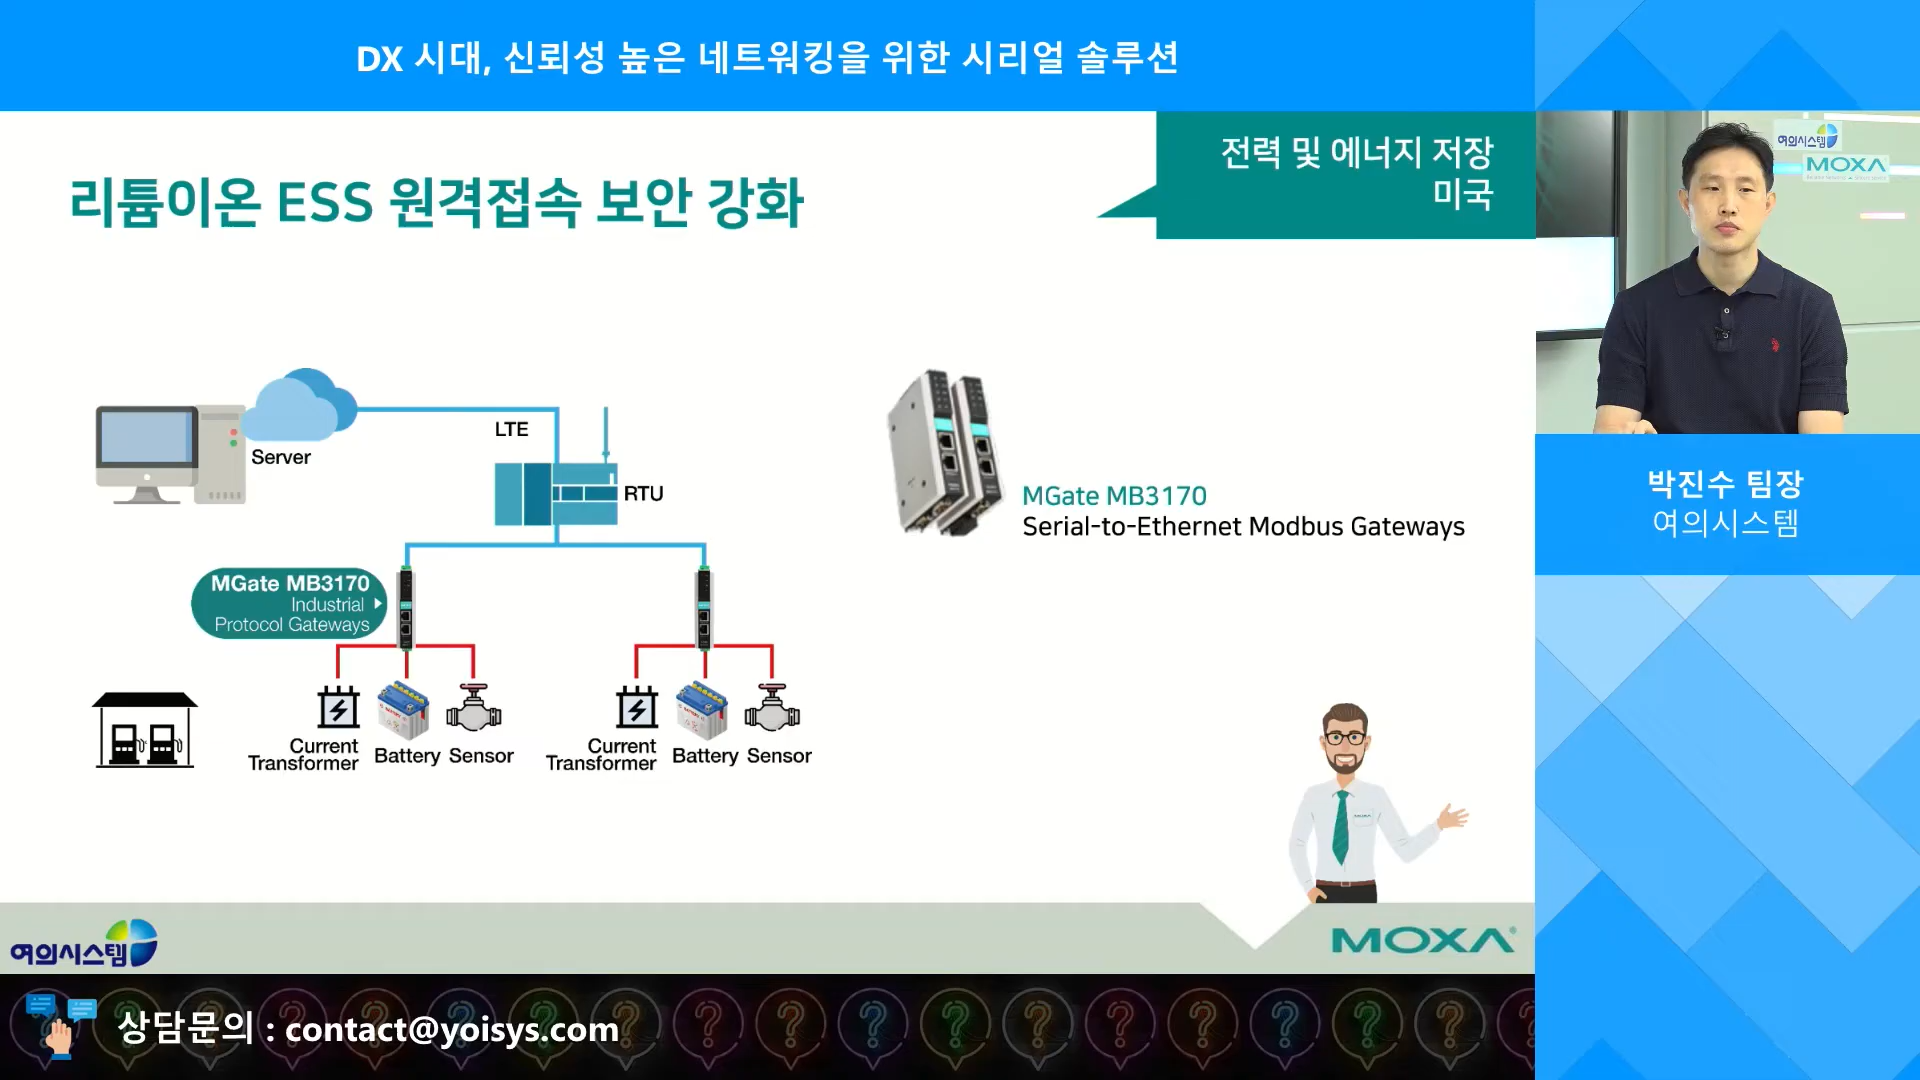 DX 시대, 신뢰성 높은 네트워킹을 위한 시리얼 솔루션
전력 및 에너지 저장
미국
리튬이온 ESS 원격접속 보안 강화
여의시스템
MOXA
박진수 팀장
여의시스템
LTE
Server
RTU
MGate MB3170
Serial-to-Ethernet Modbus Gateways
MGate MB3170
Industrial
Protocol Gateways
Current
Transformer
Battery
Sensor
Current
Transformer
Battery
Sensor
여의시스템
MOXA
상담문의 : contact@yoisys.com